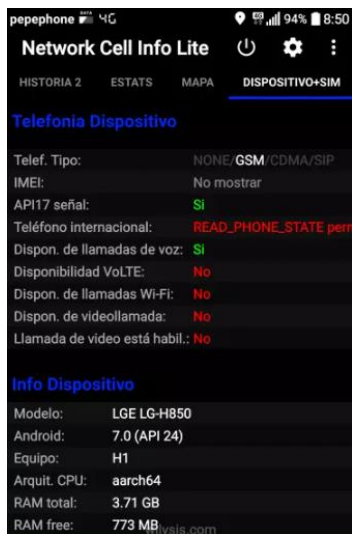 pepephone 4G 94% 8:50
Network Cell Info Lite
HISTORIA 2 ESTATS MAPA DISPOSITIVO+SIM
Telefonia Dispositivo
Telef. Tipo: NONE/GSM/CDMA/SIP
IMEI: No mostrar
API17 señal: Si
Teléfono internacional: READ_PHONE_STATE perm
Dispon. de llamadas de voz: Si
Disponibilidad VoLTE: No
Dispon. de llamadas Wi-Fi: No
Dispon. de videollamada: No
Llamada de video está habil.: No
Info Dispositivo
Modelo: LGE LG-H850
Android: 7.0 (API 24)
Equipo: H1
Arquit. CPU: aarch64
RAM total: 3.71 GB
RAM free: 773 MB